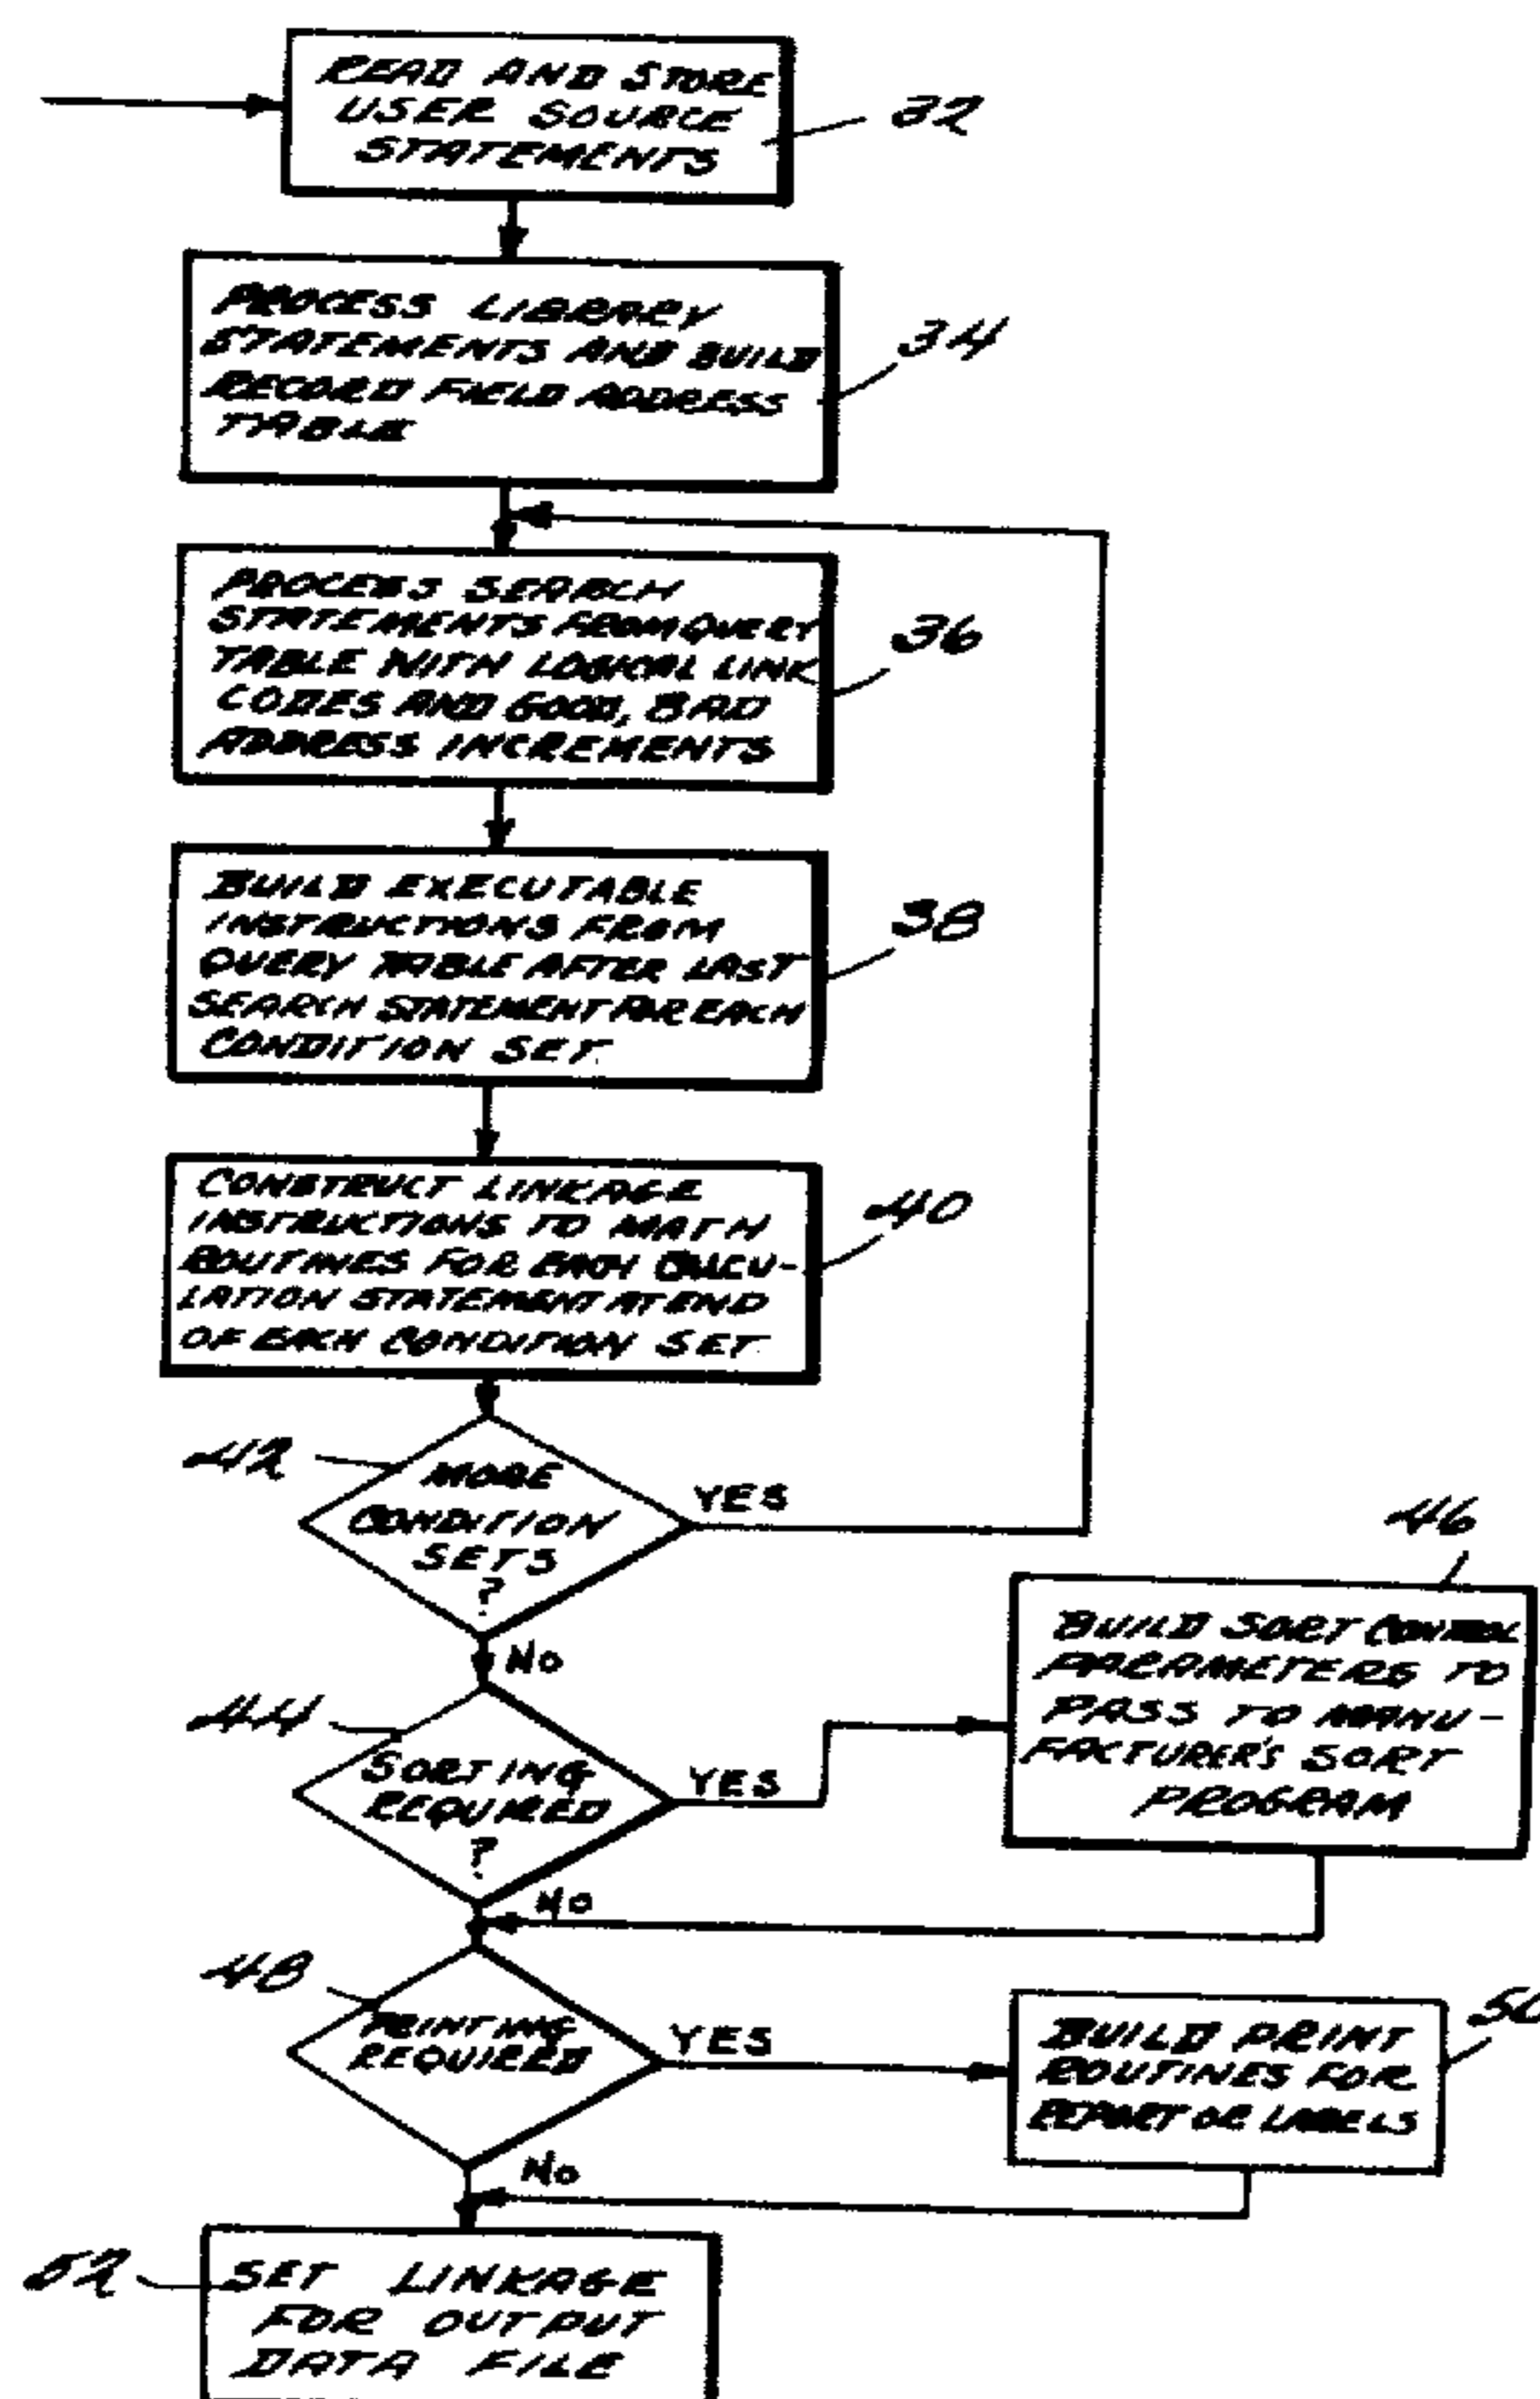 READ AND STORE
USER SOURCE
STATEMENTS
32
PROCESS LIBRARY
STATEMENTS AND BUILD
RECORD FIELD ADDRESS
TABLE
34
PROCESS SEARCH
STATEMENTS FROM QUERY
TABLE WITH LOGICAL LINK
CODES AND GOOD, BAD
ADDRESS INCREMENTS
36
BUILD EXECUTABLE
INSTRUCTIONS FROM
QUERY TABLE AFTER LAST
SEARCH STATEMENT FOR EACH
CONDITION SET
38
CONSTRUCT LINKAGE
INSTRUCTIONS TO MATH
ROUTINES FOR EACH CALCU-
LATION STATEMENT AT END
OF EACH CONDITION SET
40
42
MORE
CONDITION
SETS
?
YES
NO
46
BUILD SORT CONTROL
PARAMETERS TO
PASS TO MANU-
FACTURER'S SORT
PROGRAM
44
SORTING
REQUIRED
?
YES
NO
48
PRINTING
REQUIRED
YES
NO
50
BUILD PRINT
ROUTINES FOR
REPORT OR LABELS
52
SET LINKAGE
FOR OUTPUT
DATA FILE